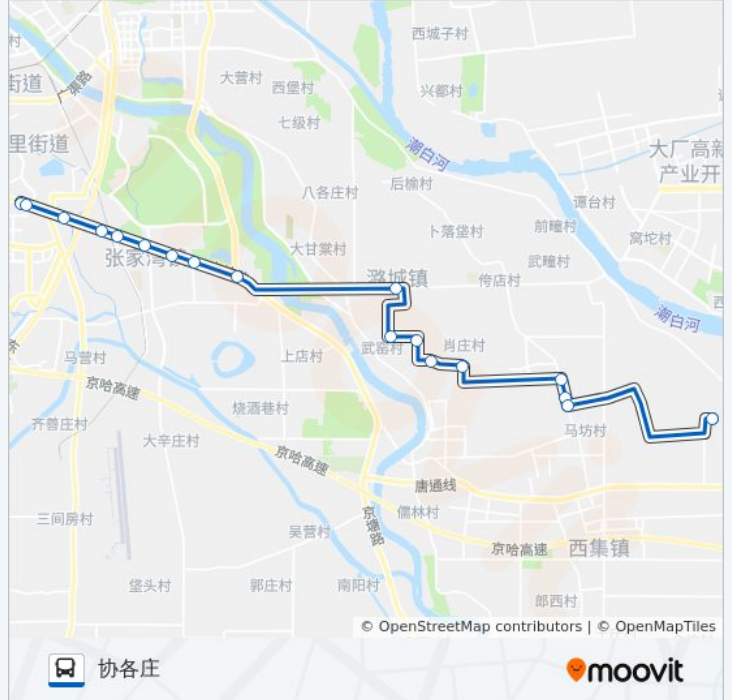 西城子村
村
大营村
西堡村
街道
广渠路
兴都村
七级村
潮白河
里街道
大厂高新
产业开
后榆村
八各庄村
谭台村
前疃村
卜落垡村
窝坨村
大甘棠村
张家湾镇
武疃村
潞城镇
侉店村
西
潮白河
武窑村
肖庄村
上店村
马营村
京哈高速
烧酒巷村
齐善庄村
马坊村
大辛庄村
京哈高速
唐通线
京塘路
儒林村
三间房村
吴营村
京哈高速
西集镇
垡头村
郭庄村
南阳村
郎西村
© OpenStreetMap contributors | © OpenMapTiles
协各庄
moovit